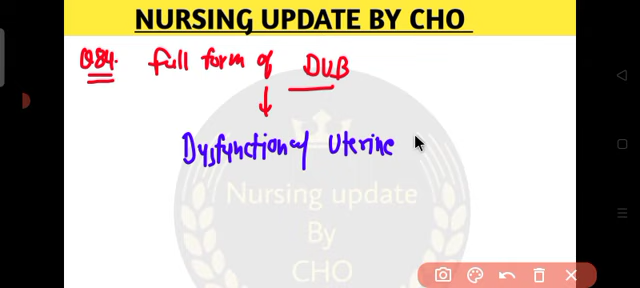 NURSING UPDATE BY CHO
Q84. Full form of DUB
Dysfunctional Uterine
Nursing update
By
CHO